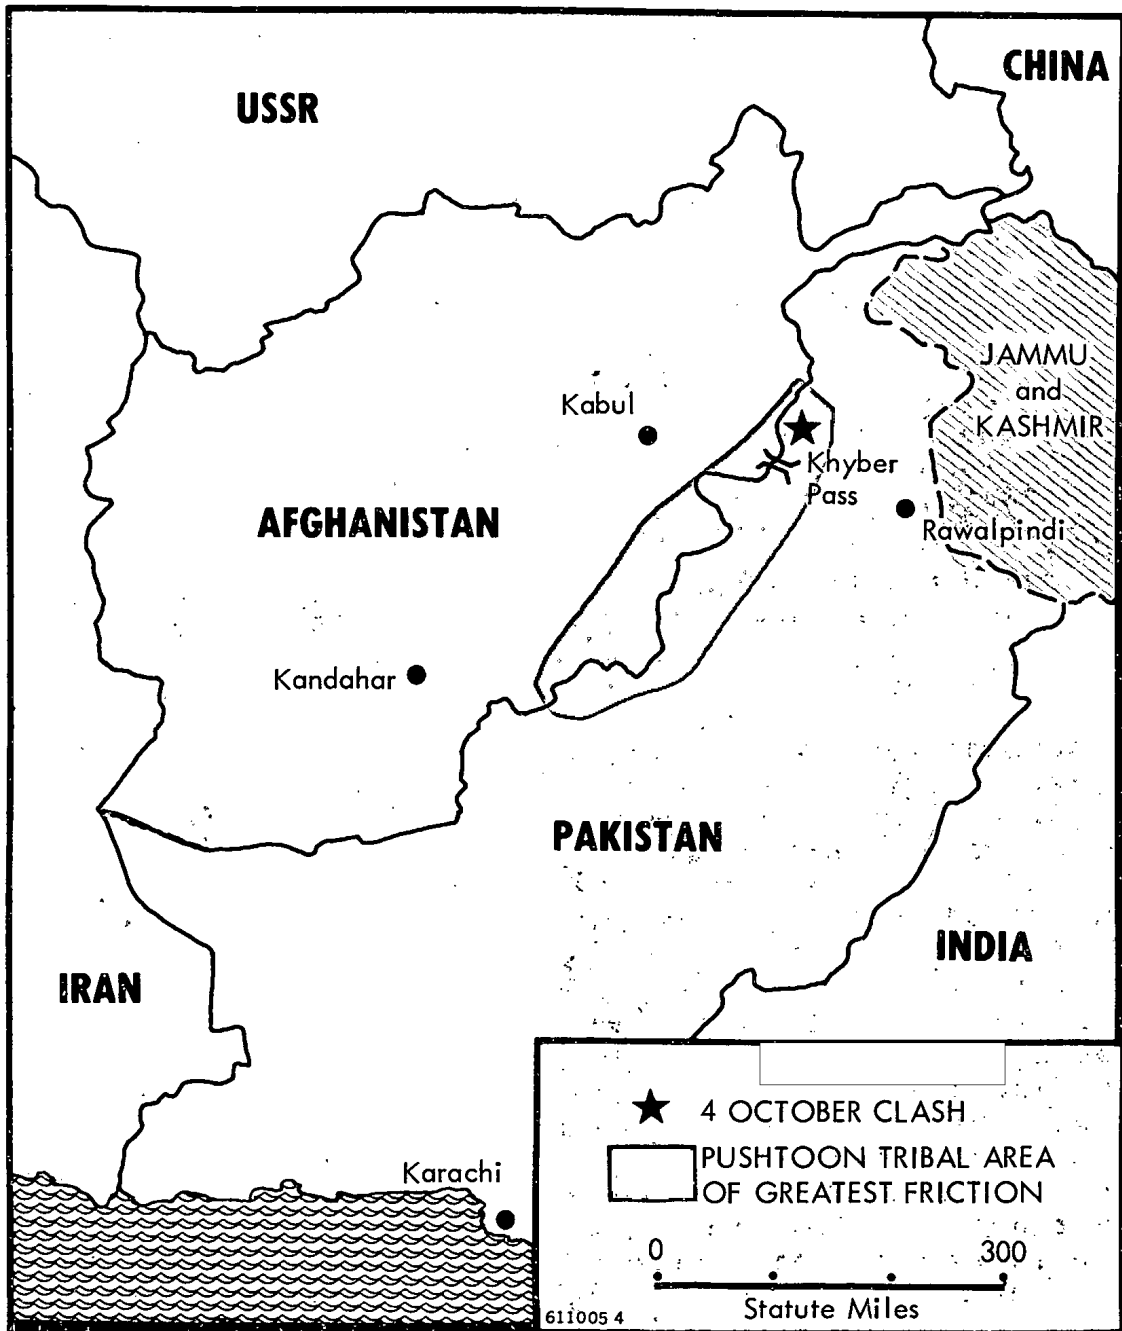 USSR
CHINA
JAMMU
and
KASHMIR
Kabul
Khyber
Pass
AFGHANISTAN
Rawalpindi
Kandahar
PAKISTAN
INDIA
IRAN
Karachi
4 OCTOBER CLASH
PUSHTOON TRIBAL AREA
OF GREATEST FRICTION
0 300
Statute Miles
611005 4